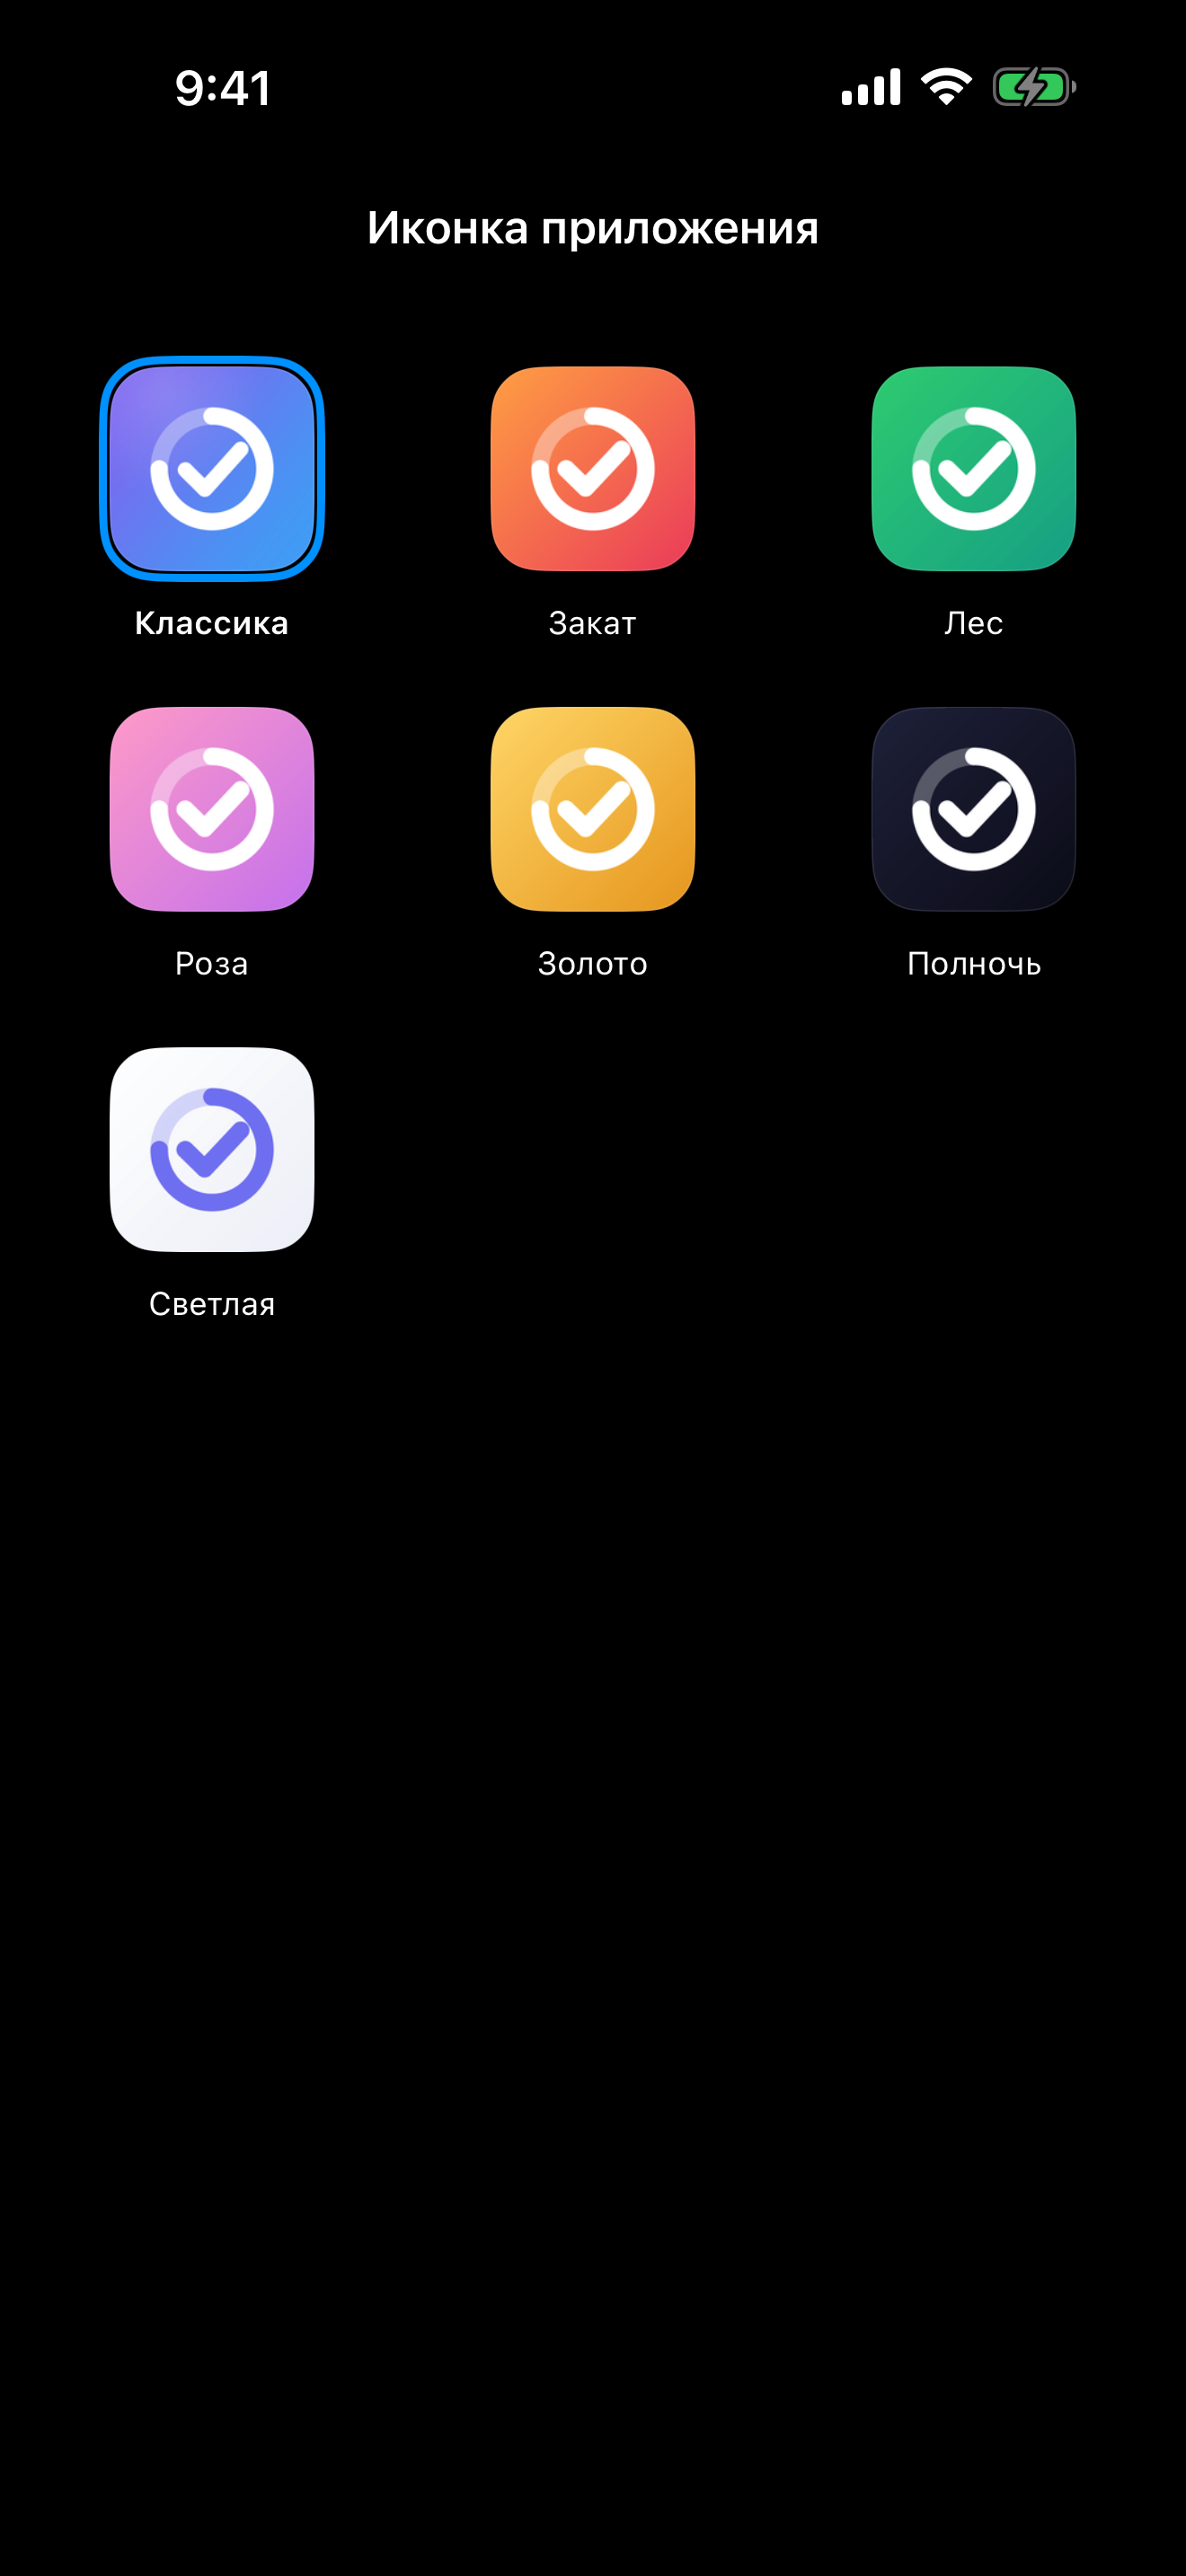 9:41
Иконка приложения
Классика
Закат
Лес
Роза
Золото
Полночь
Светлая